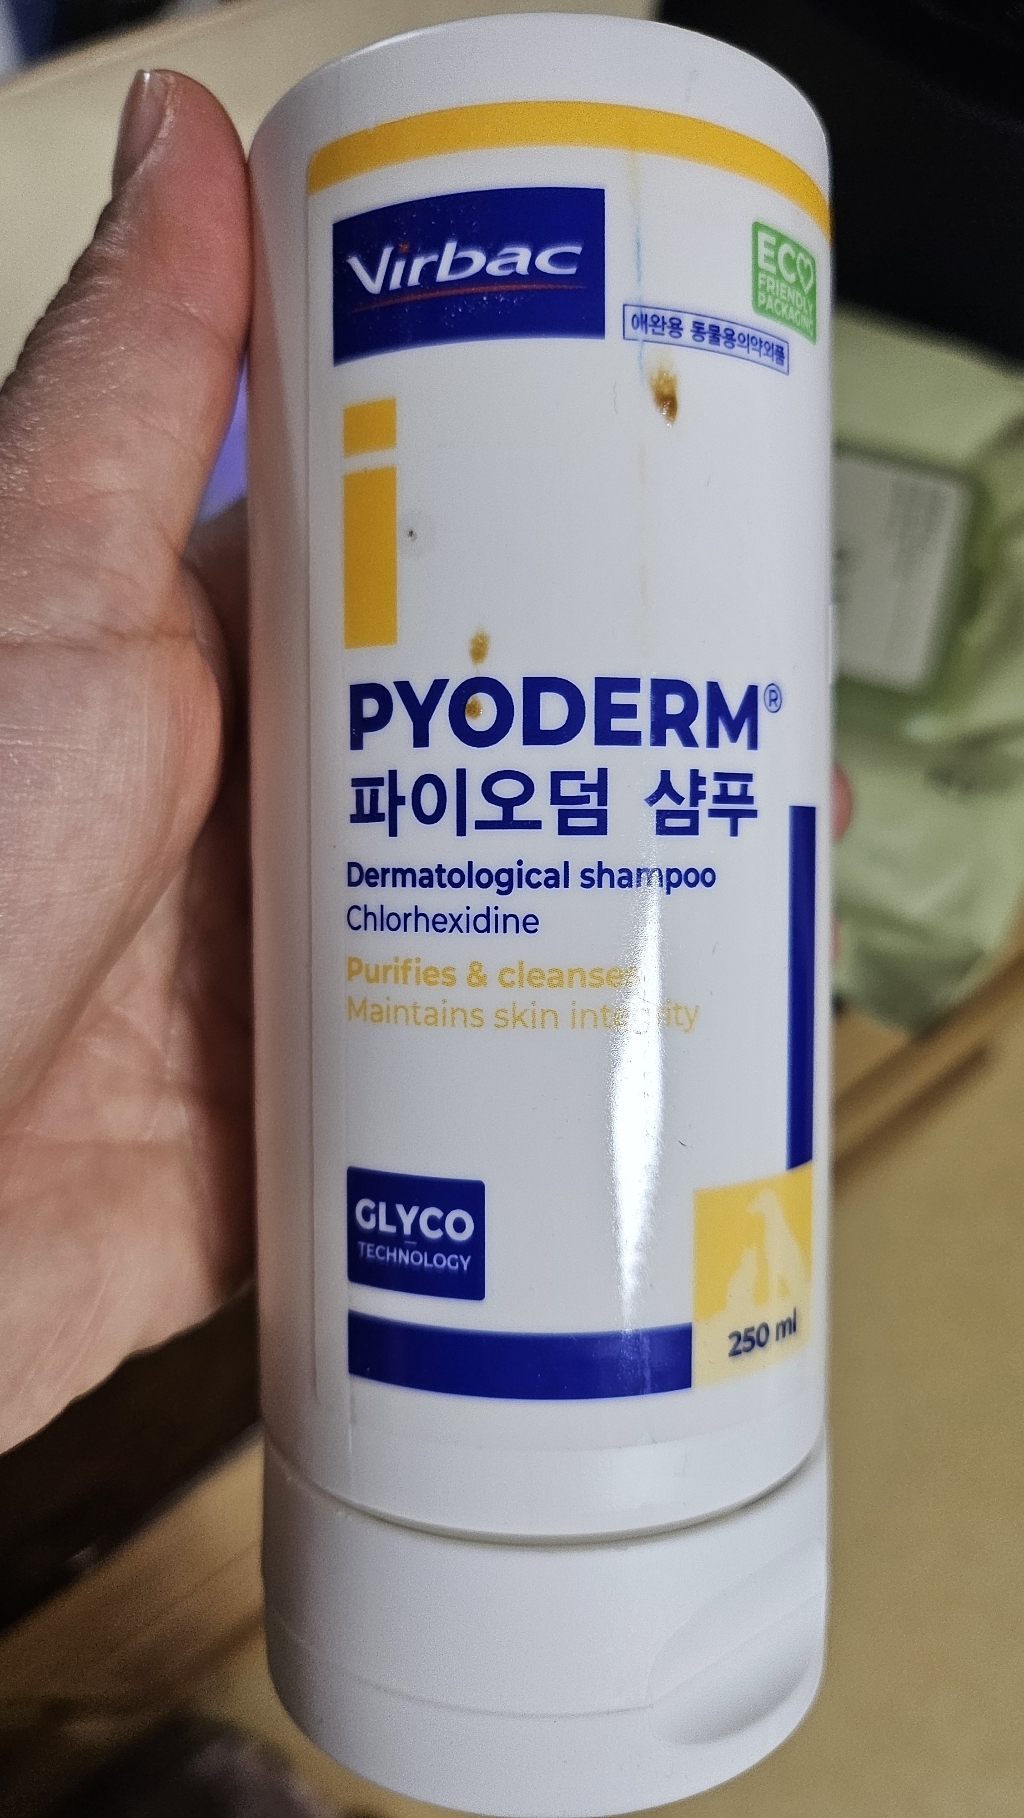 Virbac
ECO
FRIENDLY
PACKAGING
애완용 동물용의약외품
PYODERM®
파이오덤 샴푸
Dermatological shampoo
Chlorhexidine
Purifies & cleanses
Maintains skin integrity
GLYCO
TECHNOLOGY
250 ml